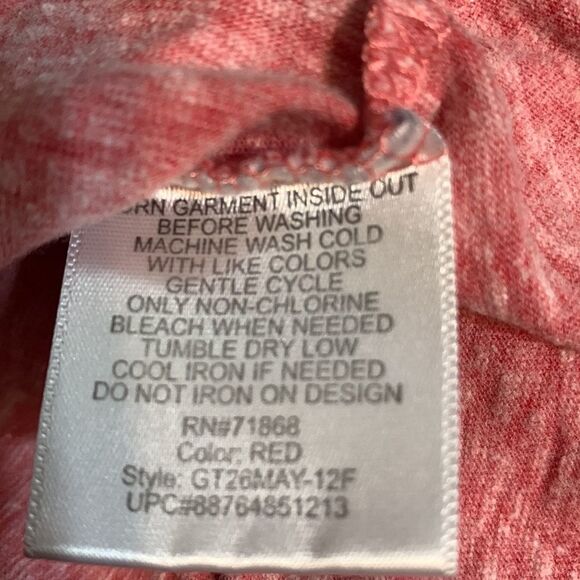 RN GARMENT INSIDE OUT
BEFORE WASHING
MACHINE WASH COLD
WITH LIKE COLORS
GENTLE CYCLE
ONLY NON-CHLORINE
BLEACH WHEN NEEDED
TUMBLE DRY LOW
COOL IRON IF NEEDED
DO NOT IRON ON DESIGN
RN#71868
Color: RED
Style: GT26MAY-12F
UPC#88764851213